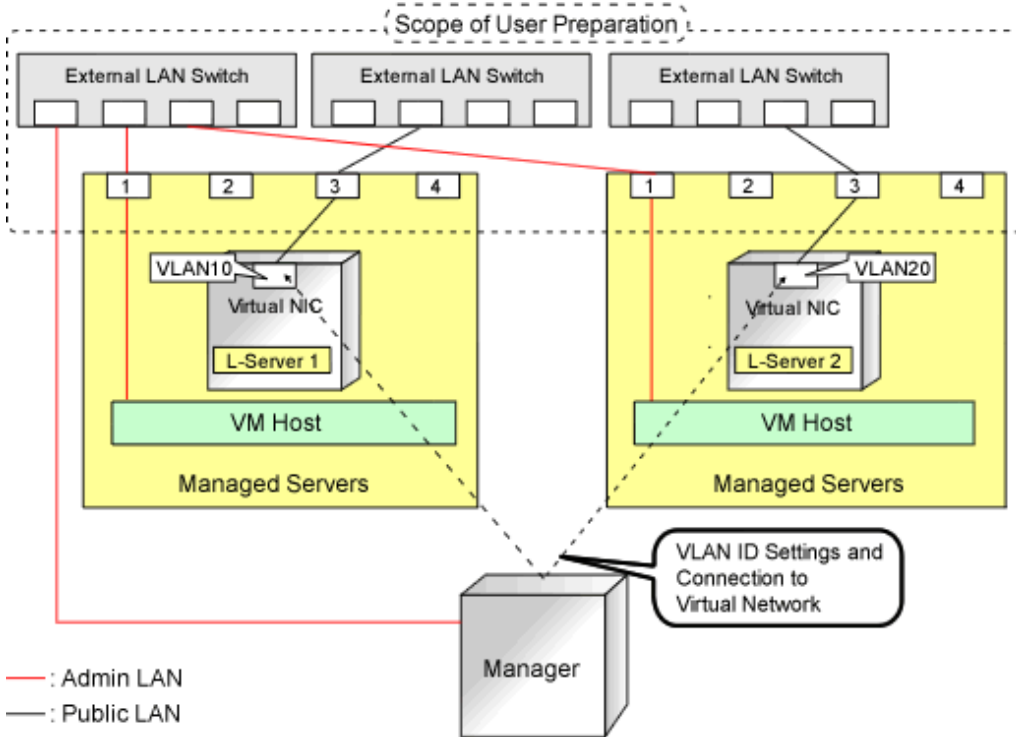 Scope of User Preparation
External LAN Switch
External LAN Switch
External LAN Switch
1
2
3
4
1
2
3
4
VLAN10
VLAN20
Virtual NIC
Virtual NIC
L-Server 1
L-Server 2
VM Host
VM Host
Managed Servers
Managed Servers
VLAN ID Settings and
Connection to
Virtual Network
Manager
: Admin LAN
: Public LAN